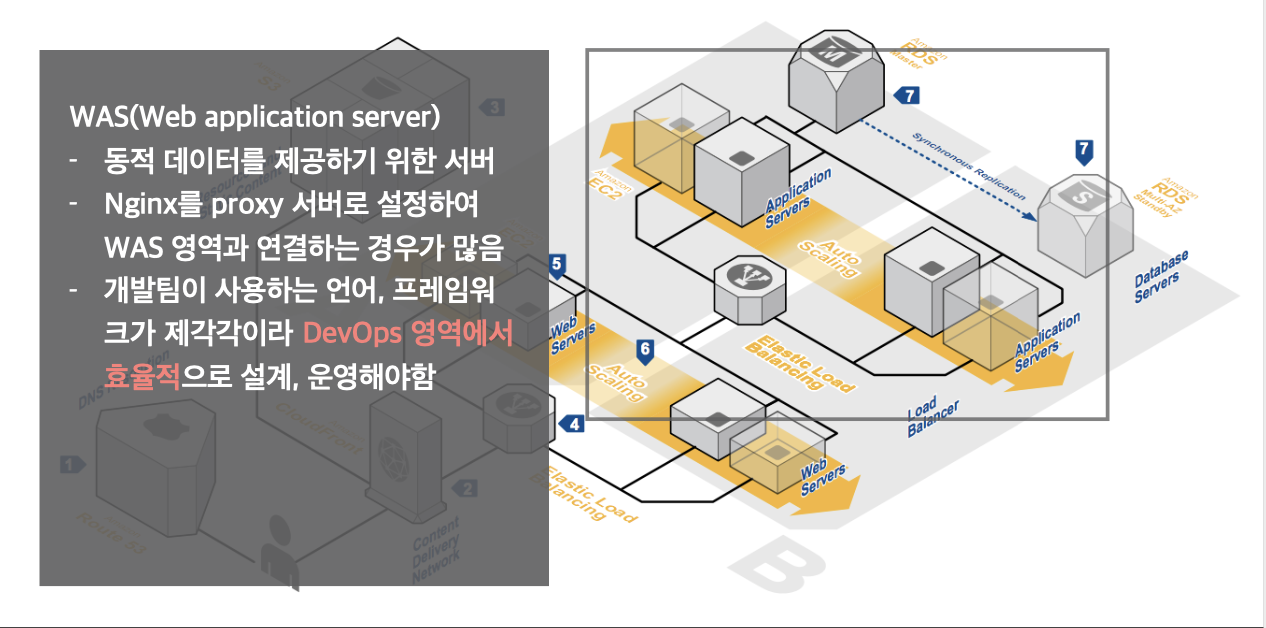 WAS(Web application server)
- 동적 데이터를 제공하기 위한 서버
- Nginx를 proxy 서버로 설정하여
WAS 영역과 연결하는 경우가 많음
- 개발팀이 사용하는 언어, 프레임워
크가 제각각이라 DevOps 영역에서
효율적으로 설계, 운영해야함
Amazon
RDS
Master
7
Synchronous Replication
7
Amazon
RDS
Multi-AZ
Standby
Database
Servers
Amazon
EC2
Application
Servers
Auto
Scaling
Application
Servers
Elastic Load
Balancing
Load
Balancer
M
S
S3
3
EC2
5
Web
Servers
6
Auto
Scaling
4
Web
Servers
Elastic Load
Balancing
DNS
CloudFront
1
2
Route 53
Content
Delivery
Network
B